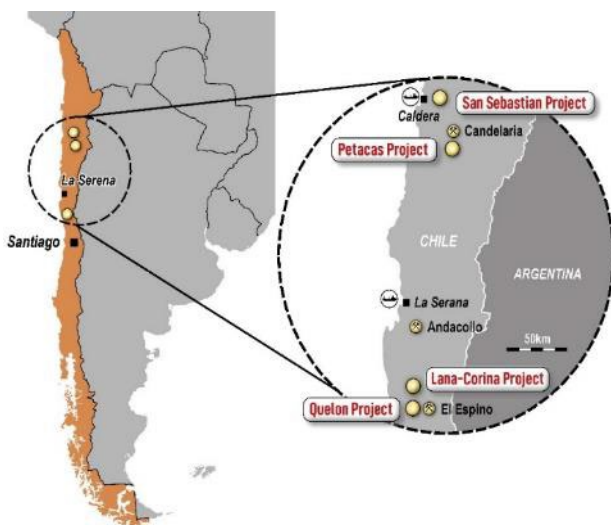 La Serena
Santiago
San Sebastian Project
Caldera
Candelaria
Petacas Project
CHILE
ARGENTINA
La Serana
Andacollo
50km
Lana-Corina Project
Quelon Project
El Espino